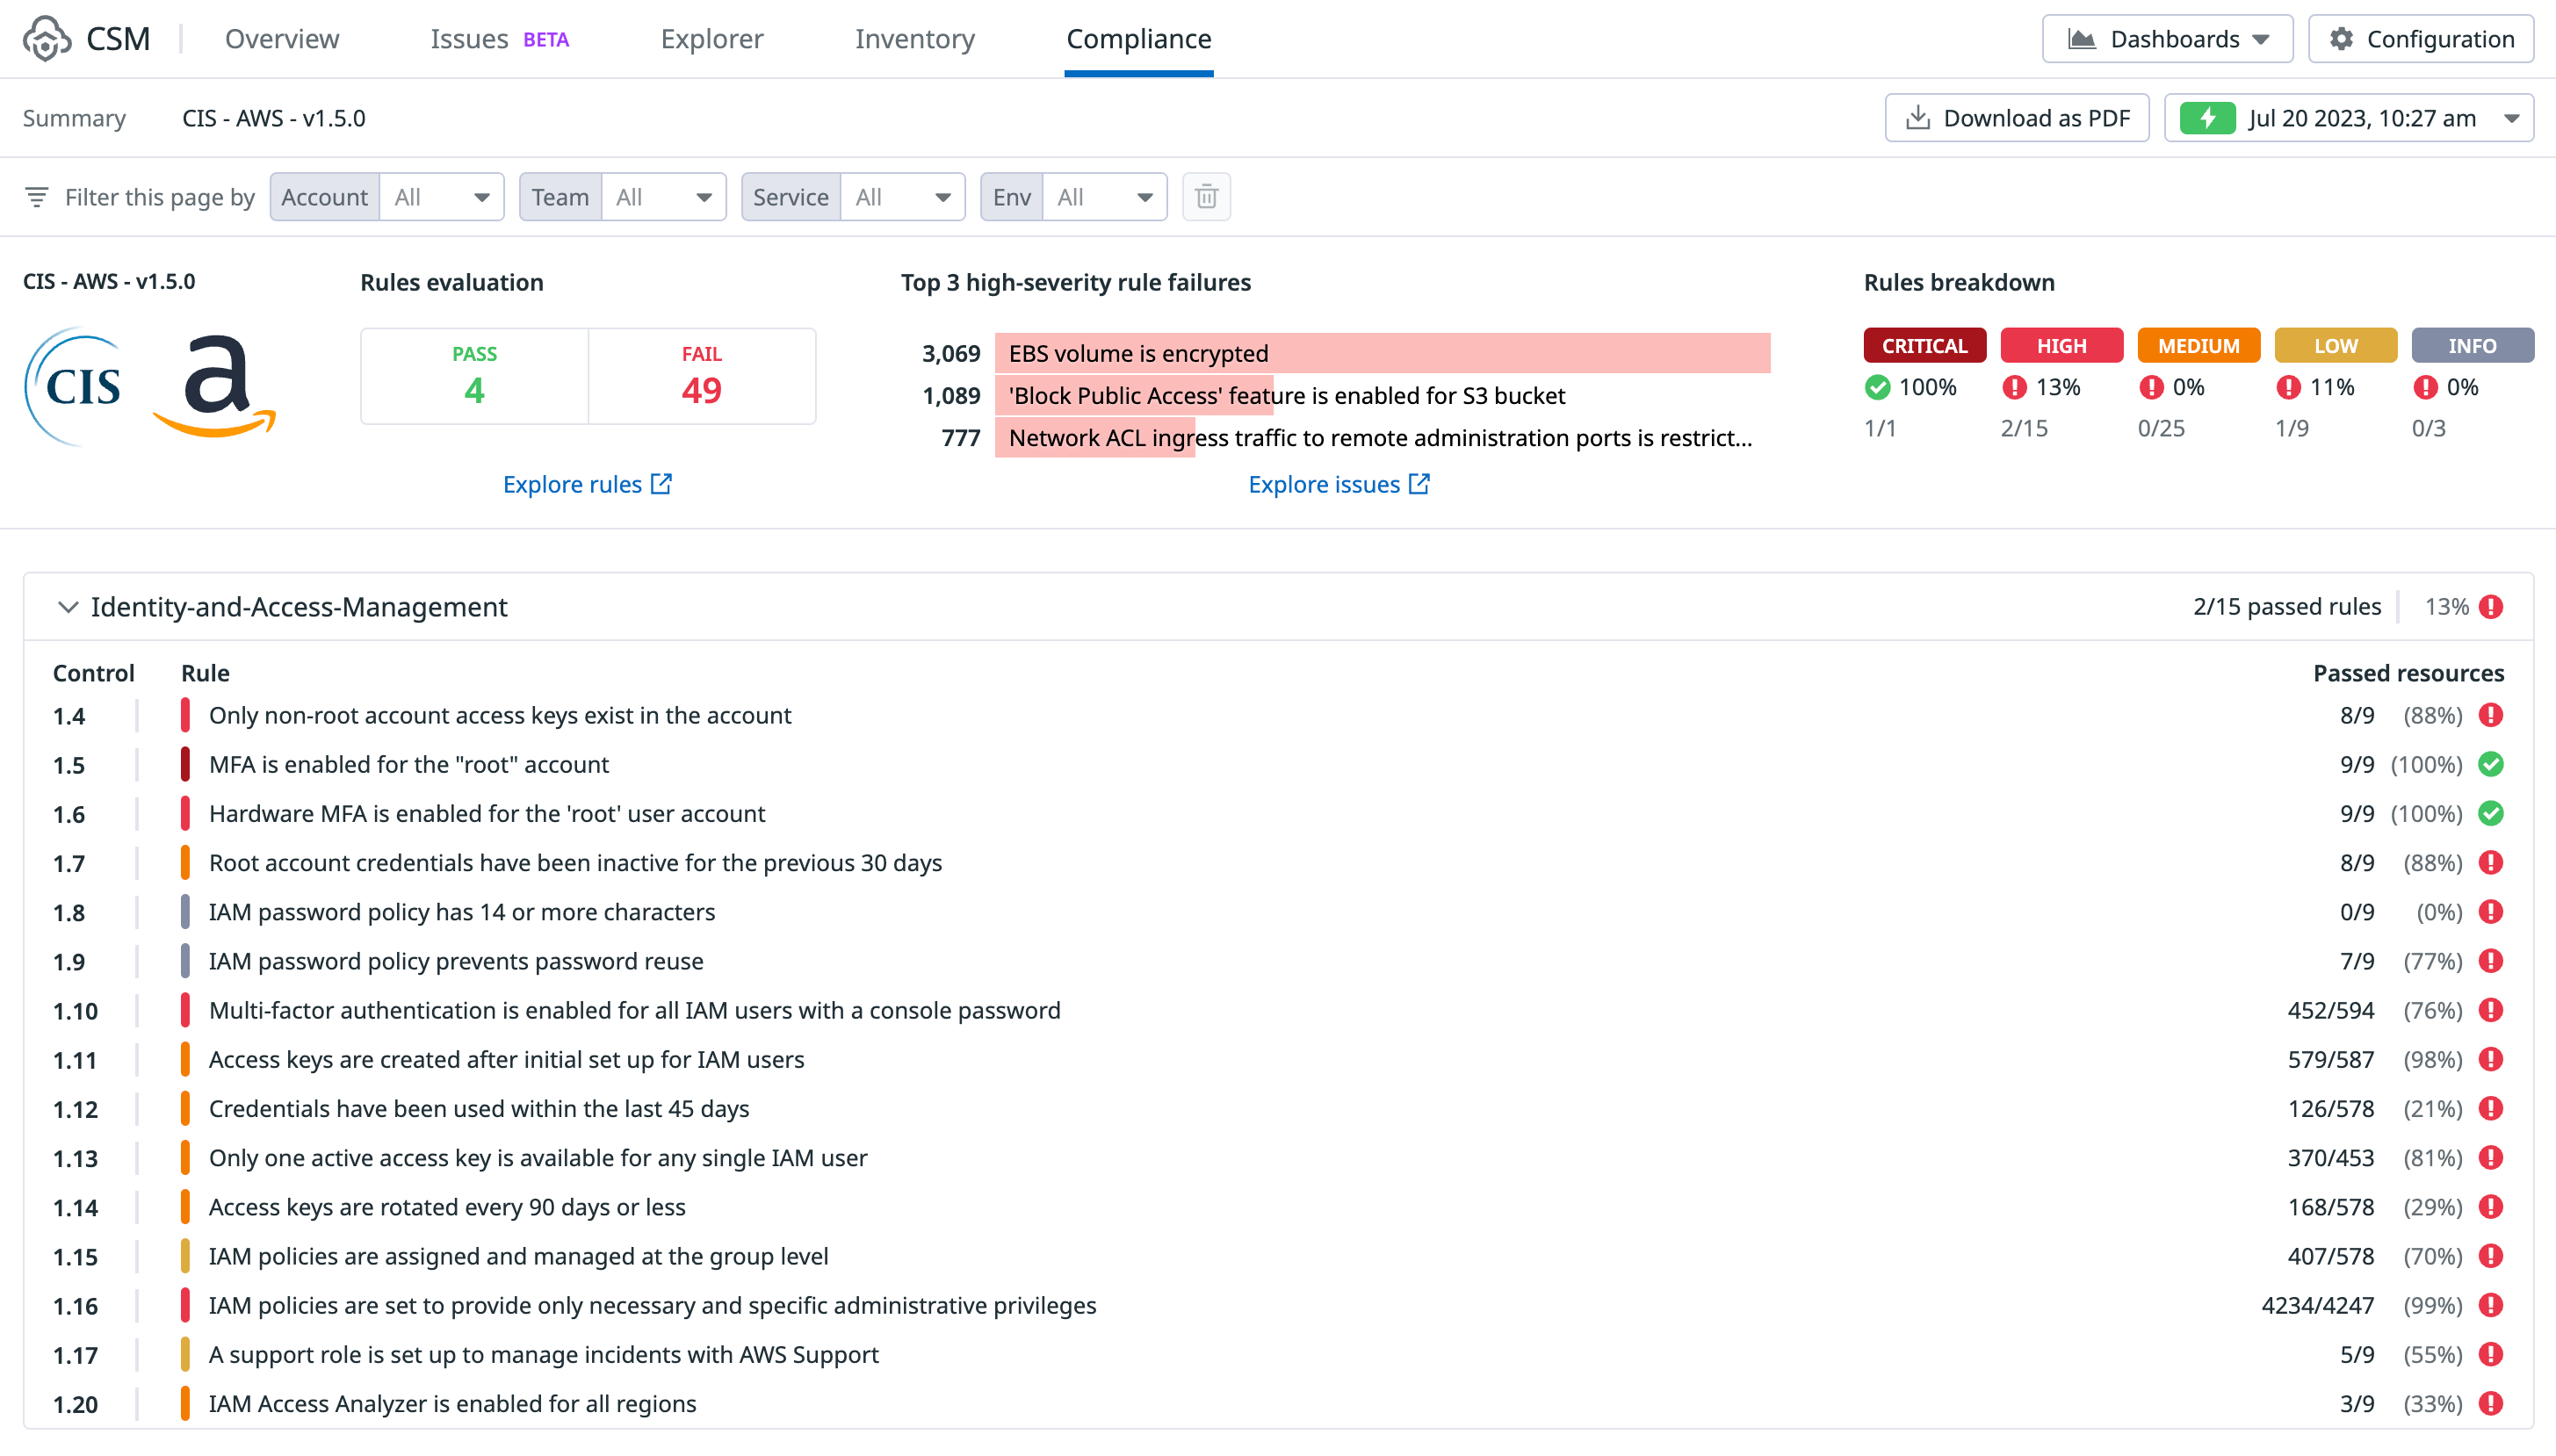 CSM Overview Issues BETA Explorer Inventory Compliance Dashboards Configuration
Summary CIS - AWS - v1.5.0 Download as PDF Jul 20 2023, 10:27 am
Filter this page by Account All Team All Service All Env All
CIS - AWS - v1.5.0 Rules evaluation Top 3 high-severity rule failures Rules breakdown
CIS a
PASS FAIL
4 49
3,069 EBS volume is encrypted
1,089 'Block Public Access' feature is enabled for S3 bucket
777 Network ACL ingress traffic to remote administration ports is restrict...
CRITICAL HIGH MEDIUM LOW INFO
100% 13% 0% 11% 0%
1/1 2/15 0/25 1/9 0/3
Explore rules Explore issues
Identity-and-Access-Management 2/15 passed rules 13%
Control Rule Passed resources
1.4 Only non-root account access keys exist in the account 8/9 (88%)
1.5 MFA is enabled for the "root" account 9/9 (100%)
1.6 Hardware MFA is enabled for the 'root' user account 9/9 (100%)
1.7 Root account credentials have been inactive for the previous 30 days 8/9 (88%)
1.8 IAM password policy has 14 or more characters 0/9 (0%)
1.9 IAM password policy prevents password reuse 7/9 (77%)
1.10 Multi-factor authentication is enabled for all IAM users with a console password 452/594 (76%)
1.11 Access keys are created after initial set up for IAM users 579/587 (98%)
1.12 Credentials have been used within the last 45 days 126/578 (21%)
1.13 Only one active access key is available for any single IAM user 370/453 (81%)
1.14 Access keys are rotated every 90 days or less 168/578 (29%)
1.15 IAM policies are assigned and managed at the group level 407/578 (70%)
1.16 IAM policies are set to provide only necessary and specific administrative privileges 4234/4247 (99%)
1.17 A support role is set up to manage incidents with AWS Support 5/9 (55%)
1.20 IAM Access Analyzer is enabled for all regions 3/9 (33%)